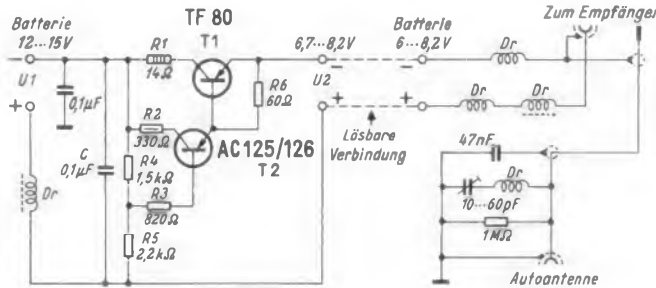 TF 80
T1
Batterie
12...15V
R1
14Ω
6,7...8,2V
Batterie
6...8,2V
Zum Empfänger
Dr
−
U1
+
0,1μF
R2
330Ω
R6
60Ω
U2
−
+
−
+
Dr
Dr
Lösbare
Verbindung
AC 125/126
T2
C
0,1μF
R4
1,5kΩ
R3
820Ω
R5
2,2kΩ
Dr
47nF
Dr
10...60pF
1MΩ
Autoantenne